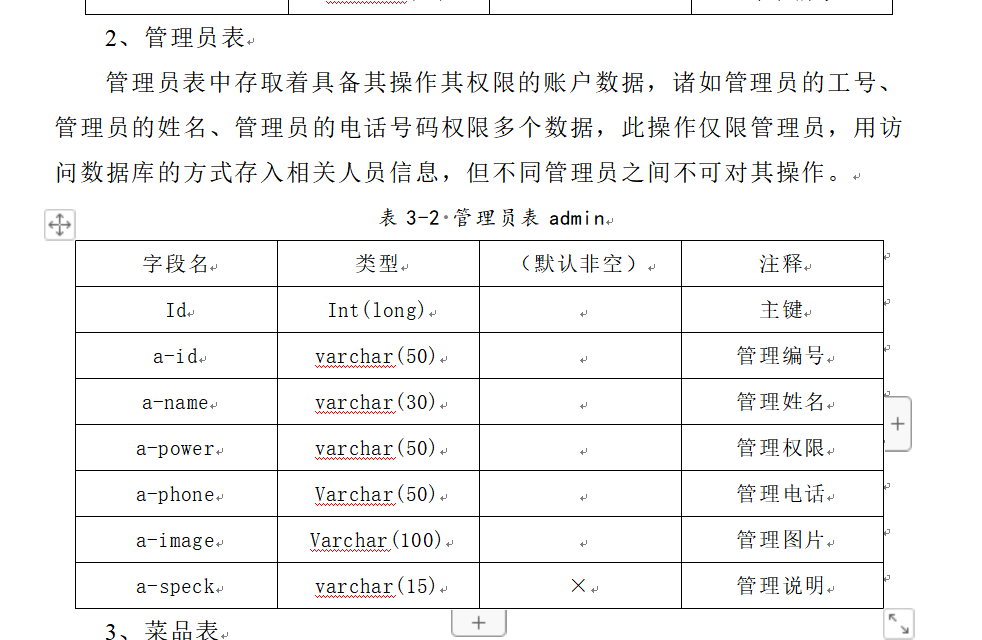 2、管理员表
管理员表中存取着具备其操作其权限的账户数据，诸如管理员的工号、
管理员的姓名、管理员的电话号码权限多个数据，此操作仅限管理员，用访
问数据库的方式存入相关人员信息，但不同管理员之间不可对其操作。
表 3-2 管理员表 admin
字段名 类型 （默认非空） 注释
Id Int(long) 主键
a-id varchar(50) 管理编号
a-name varchar(30) 管理姓名
a-power varchar(50) 管理权限
a-phone Varchar(50) 管理电话
a-image Varchar(100) 管理图片
a-speck varchar(15) × 管理说明
3、菜品表